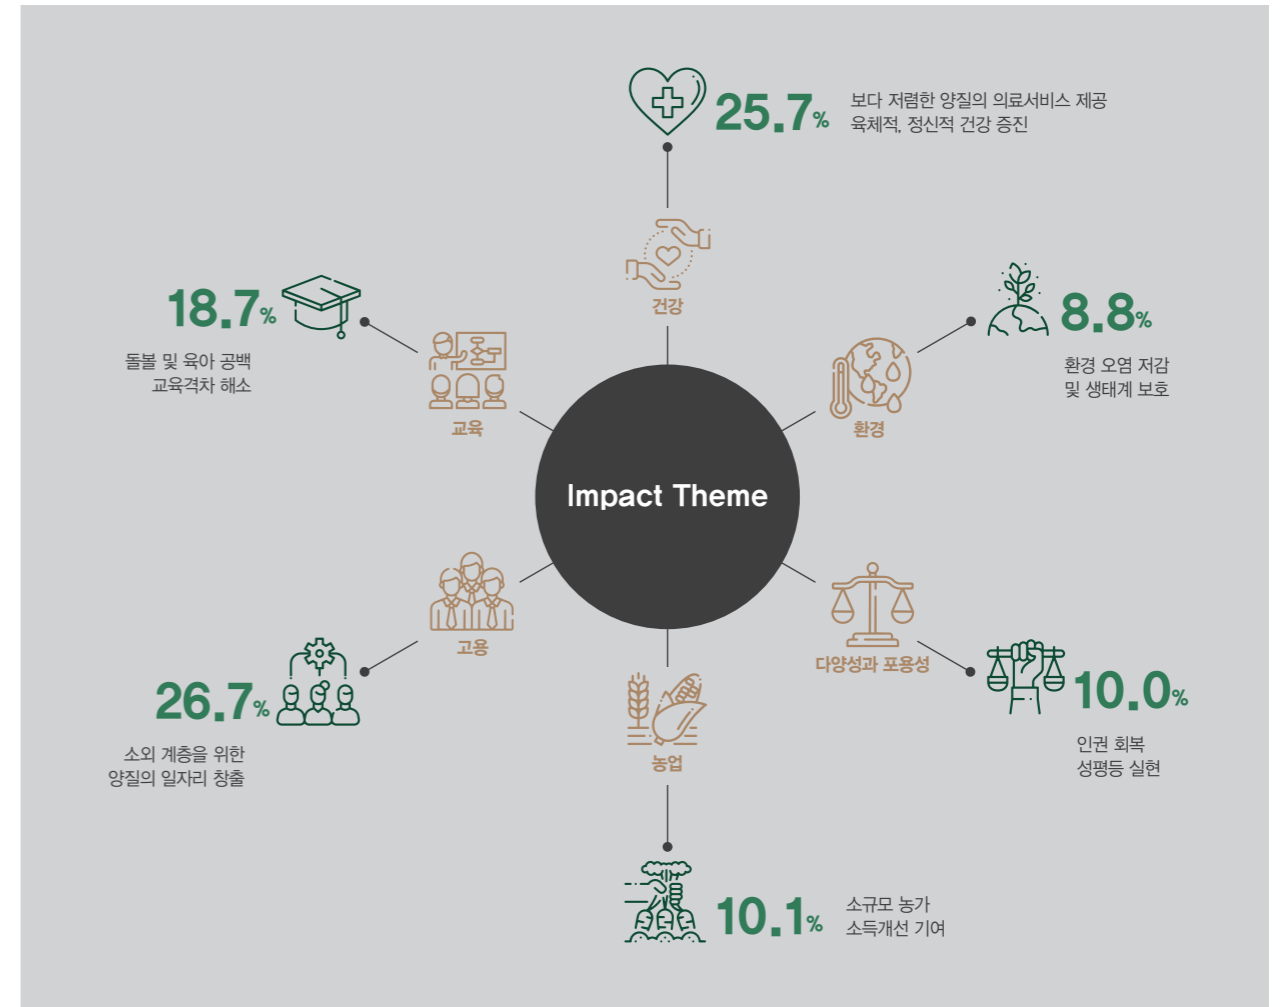 25.7%
보다 저렴한 양질의 의료서비스 제공
육체적, 정신적 건강 증진
건강
18.7%
돌볼 및 육아 공백
교육격차 해소
교육
8.8%
환경 오염 저감
및 생태계 보호
환경
Impact Theme
고용
26.7%
소외 계층을 위한
양질의 일자리 창출
다양성과 포용성
10.0%
인권 회복
성평등 실현
농업
10.1%
소규모 농가
소득개선 기여